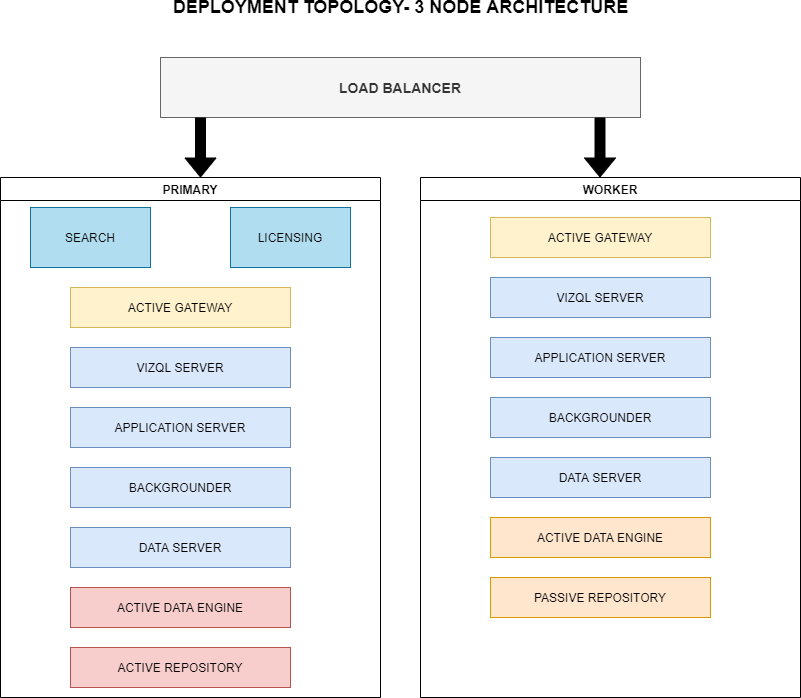 DEPLOYMENT TOPOLOGY- 3 NODE ARCHITECTURE
LOAD BALANCER
PRIMARY
SEARCH
LICENSING
ACTIVE GATEWAY
VIZQL SERVER
APPLICATION SERVER
BACKGROUNDER
DATA SERVER
ACTIVE DATA ENGINE
ACTIVE REPOSITORY
WORKER
ACTIVE GATEWAY
VIZQL SERVER
APPLICATION SERVER
BACKGROUNDER
DATA SERVER
ACTIVE DATA ENGINE
PASSIVE REPOSITORY